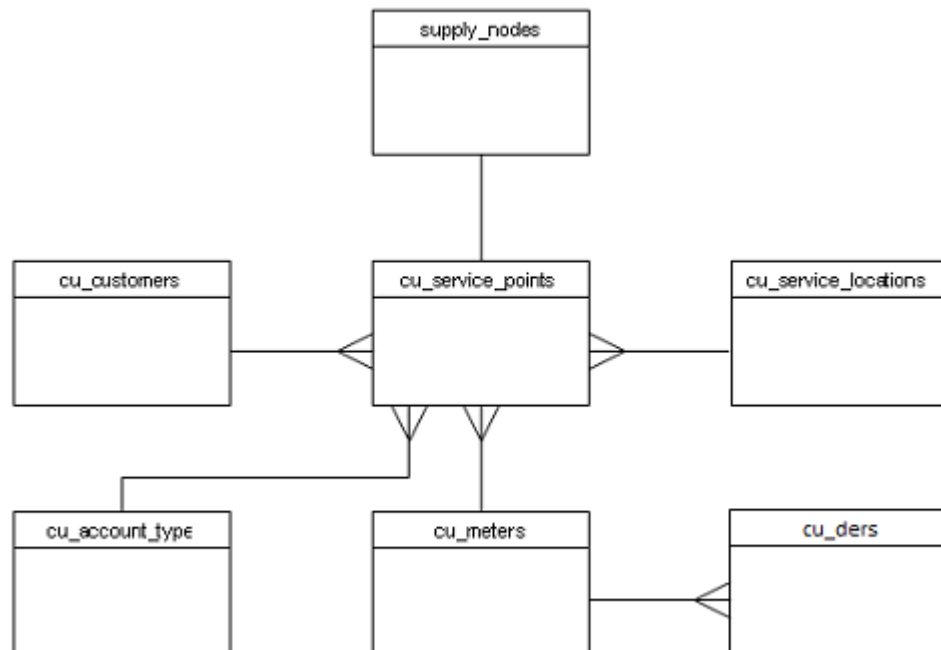 supply_nodes
cu_customers
cu_service_points
cu_service_locations
cu_account_type
cu_meters
cu_ders